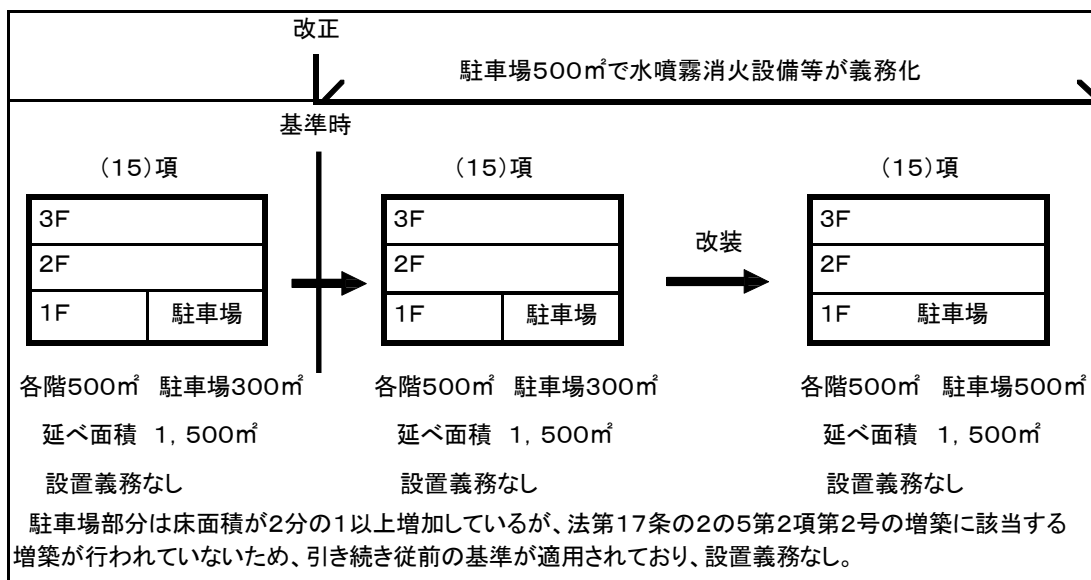 改正
駐車場500㎡で水噴霧消火設備等が義務化
基準時
(15)項
(15)項
(15)項
3F
2F
1F 駐車場
3F
2F
1F 駐車場
改装
3F
2F
1F 駐車場
各階500㎡ 駐車場300㎡
延べ面積 1,500㎡
設置義務なし
各階500㎡ 駐車場300㎡
延べ面積 1,500㎡
設置義務なし
各階500㎡ 駐車場500㎡
延べ面積 1,500㎡
設置義務なし
駐車場部分は床面積が2分の1以上増加しているが、法第17条の2の5第2項第2号の増築に該当する
増築が行われていないため、引き続き従前の基準が適用されており、設置義務なし。